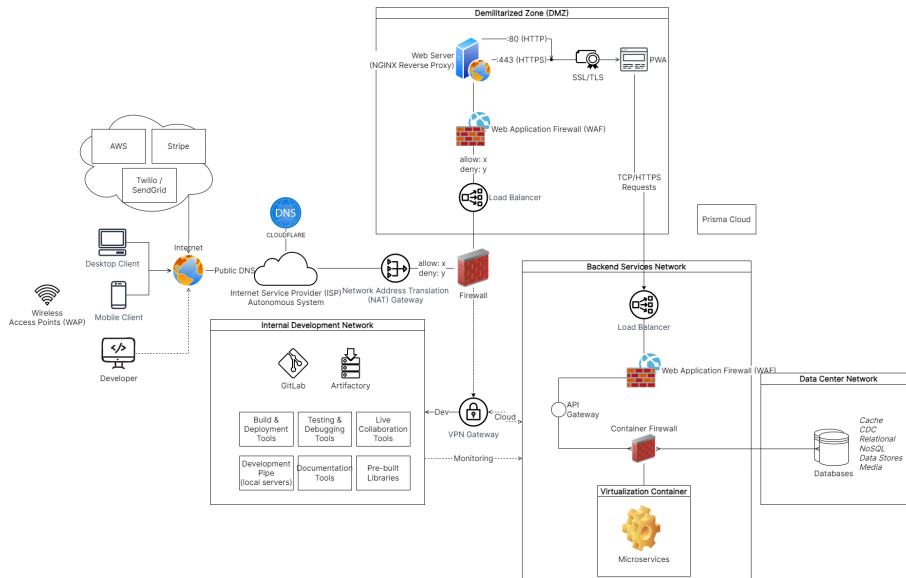 Demilitarized Zone (DMZ)
:80 (HTTP)
Web Server
(NGINX Reverse Proxy)
:443 (HTTPS)
SSL/TLS
PWA
Web Application Firewall (WAF)
allow: x
deny: y
Load Balancer
TCP/HTTPS
Requests
AWS
Stripe
Twilio /
SendGrid
DNS
CLOUDFLARE
Prisma Cloud
Internet
Desktop Client
Public DNS
Internet Service Provider (ISP)
Autonomous System
Network Address Translation
(NAT) Gateway
allow: x
deny: y
Firewall
Mobile Client
Wireless
Access Points (WAP)
Developer
Backend Services Network
Load Balancer
Web Application Firewall (WAF)
API
Gateway
Container Firewall
Virtualization Container
Microservices
Internal Development Network
GitLab
Artifactory
Build &
Deployment
Tools
Testing &
Debugging
Tools
Live
Collaboration
Tools
Development
Pipe
(local servers)
Documentation
Tools
Pre-built
Libraries
Dev
Cloud
VPN Gateway
Monitoring
Data Center Network
Databases
Cache
CDC
Relational
NoSQL
Data Stores
Media